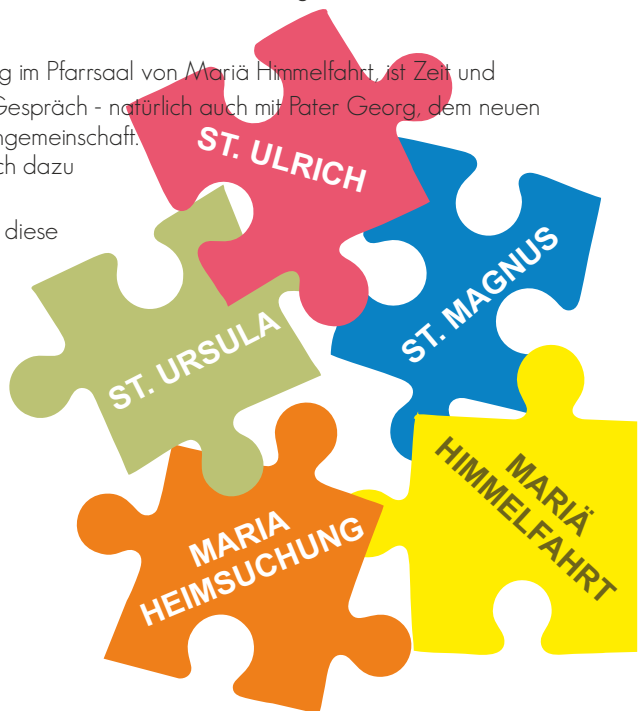 g im Pfarrsaal von Mariä Himmelfahrt, ist Zeit und
Gespräch - natürlich auch mit Pater Georg, dem neuen
ngemeinschaft.
ch dazu
diese
ST. ULRICH
ST. MAGNUS
ST. URSULA
MARIÄ
HIMMELFAHRT
MARIA
HEIMSUCHUNG